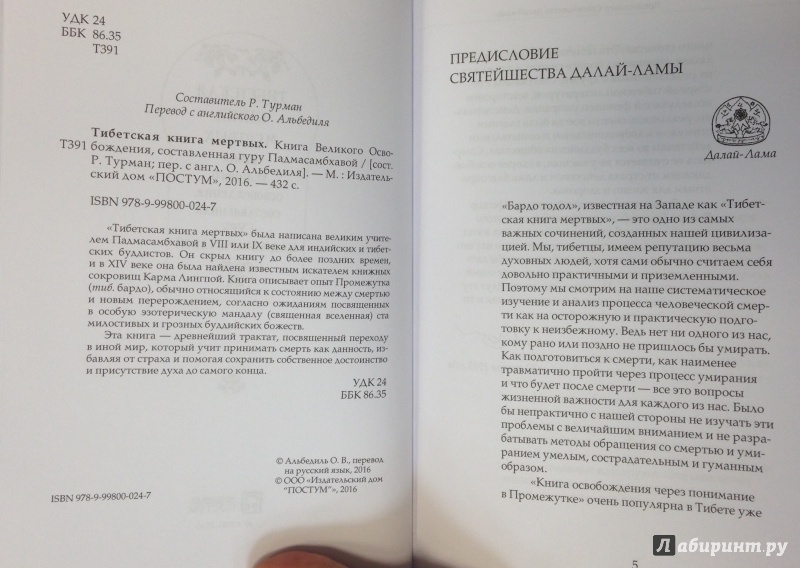 УДК 24
ББК 86.35
Т391
Составитель Р. Турман
Перевод с английского О. Альбедиля
Тибетская книга мертвых. Книга Великого Осво-
Т391 бождения, составленная гуру Падмасамбхавой / [сост.
Р. Турман; пер. с англ. О. Альбедиля]. — М. : Издатель-
ский дом «ПОСТУМ», 2016. — 432 с.
ISBN 978-9-99800-024-7
“Тибетская книга мертвых” была написана великим учите-
лем Падмасамбхавой в VIII или IX веке для индийских и тибет-
ских буддистов. Он скрыл книгу до более поздних времен,
и в XIV веке она была найдена известным искателем книжных
сокровищ Карма Лингпой. Книга описывает опыт Промежутка
(тиб. бардо), обычно относящийся к состоянию между смертью
и новым перерождением, согласно ожиданиям посвященных
в особую эзотерическую мандалу (священная вселенная) ста
милостивых и грозных буддийских божеств.
Эта книга — древнейший трактат, посвященный переходу
в иной мир, который учит принимать смерть как данность, из-
бавляя от страха и помогая сохранить собственное достоинство
и присутствие духа до самого конца.
УДК 24
ББК 86.35
© Альбедиль О. В., перевод
на русский язык, 2016
© ООО «Издательский дом
“ПОСТУМ”», 2016
ISBN 978-9-99800-024-7
ПРЕДИСЛОВИЕ
СВЯТЕЙШЕСТВА ДАЛАЙ-ЛАМЫ
Далай-Лама
«Бардо тодол», известная на Западе как «Тибет-
ская книга мертвых», — это одно из самых
важных сочинений, созданных нашей цивилиза-
цией. Мы, тибетцы, имеем репутацию весьма
духовных людей, хотя сами обычно считаем себя
довольно практичными и приземленными.
Поэтому мы смотрим на наше систематическое
изучение и анализ процесса человеческой смер-
ти как на осторожную и практическую подго-
товку к неизбежному. Ведь нет ни одного из нас,
кому рано или поздно не пришлось бы умирать.
Как подготовиться к смерти, как наименее
травматично пройти через процесс умирания
и что будет после смерти — все это вопросы
жизненной важности для каждого из нас. Было
бы непрактично с нашей стороны не изучать эти
проблемы с величайшим вниманием и не разра-
батывать методы обращения со смертью и уми-
ранием умелым, сострадательным и гуманным
образом.
«Книга освобождения через понимание
в Промежутке» очень популярна в Тибете уже
5
Лабиринт.ру